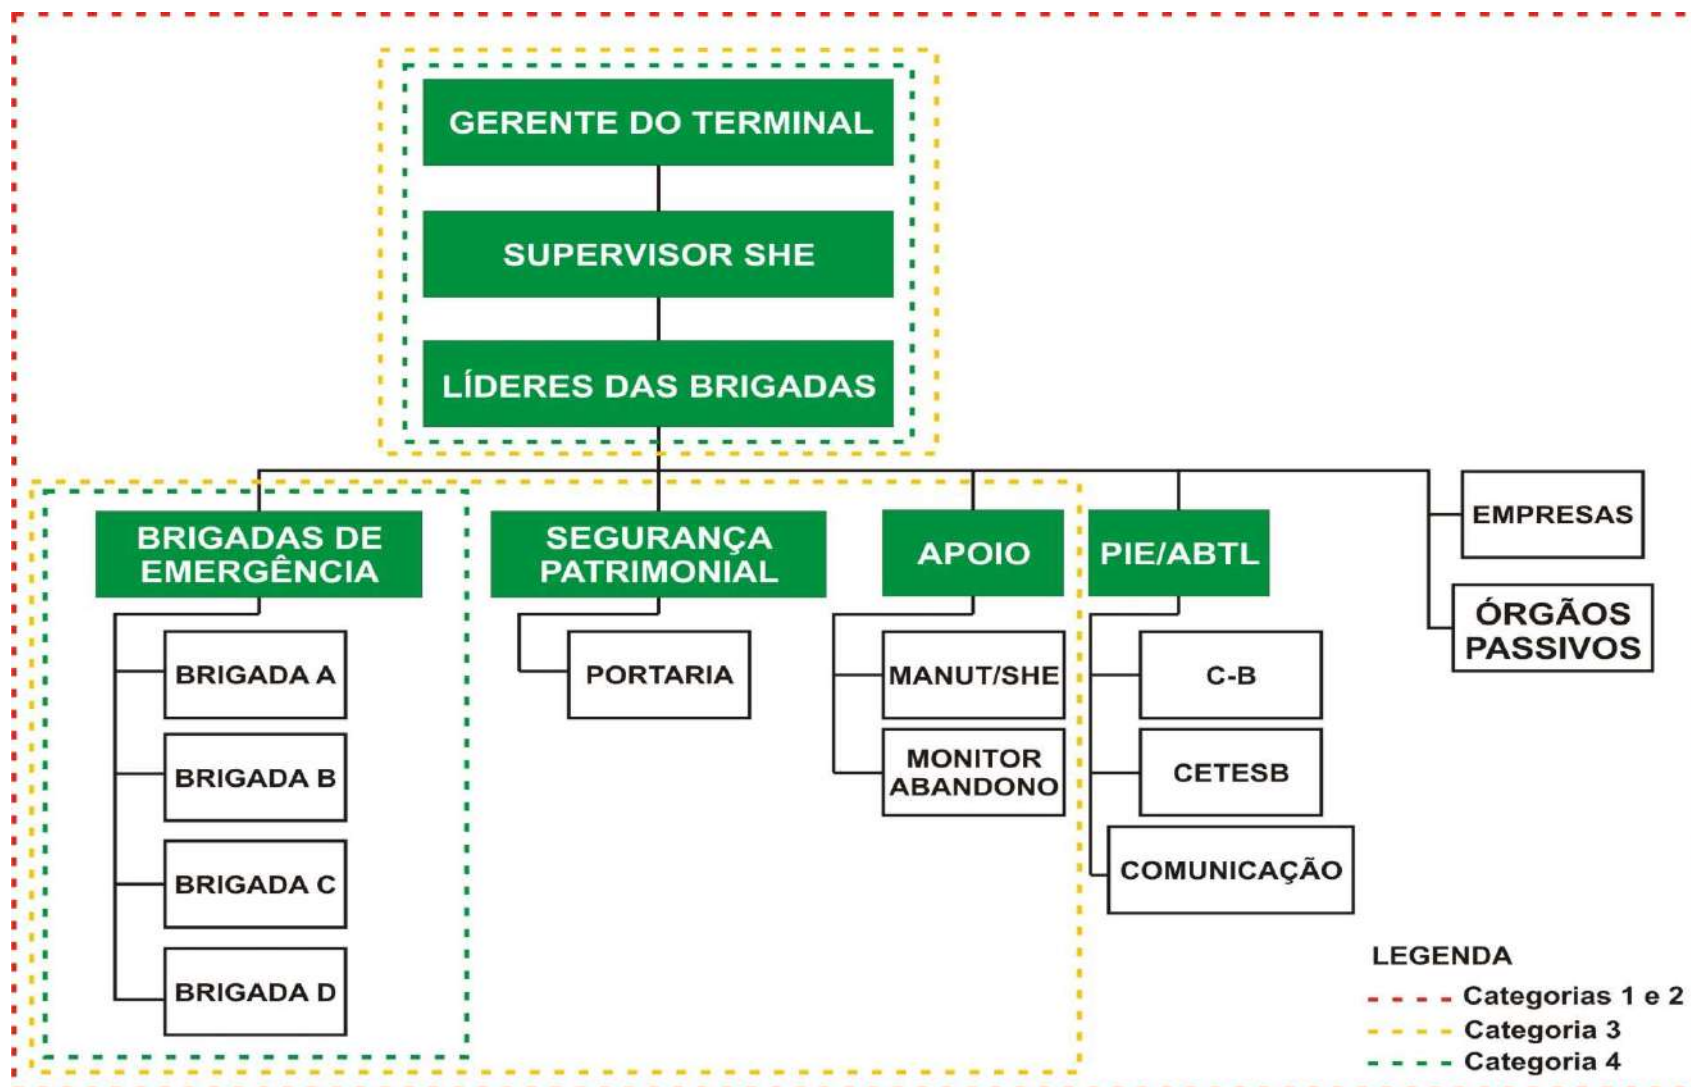 GERENTE DO TERMINAL
SUPERVISOR SHE
LÍDERES DAS BRIGADAS
BRIGADAS DE
EMERGÊNCIA
BRIGADA A
BRIGADA B
BRIGADA C
BRIGADA D
SEGURANÇA
PATRIMONIAL
PORTARIA
APOIO
MANUT/SHE
MONITOR
ABANDONO
PIE/ABTL
C-B
CETESB
COMUNICAÇÃO
EMPRESAS
ÓRGÃOS
PASSIVOS
LEGENDA
Categorias 1 e 2
Categoria 3
Categoria 4